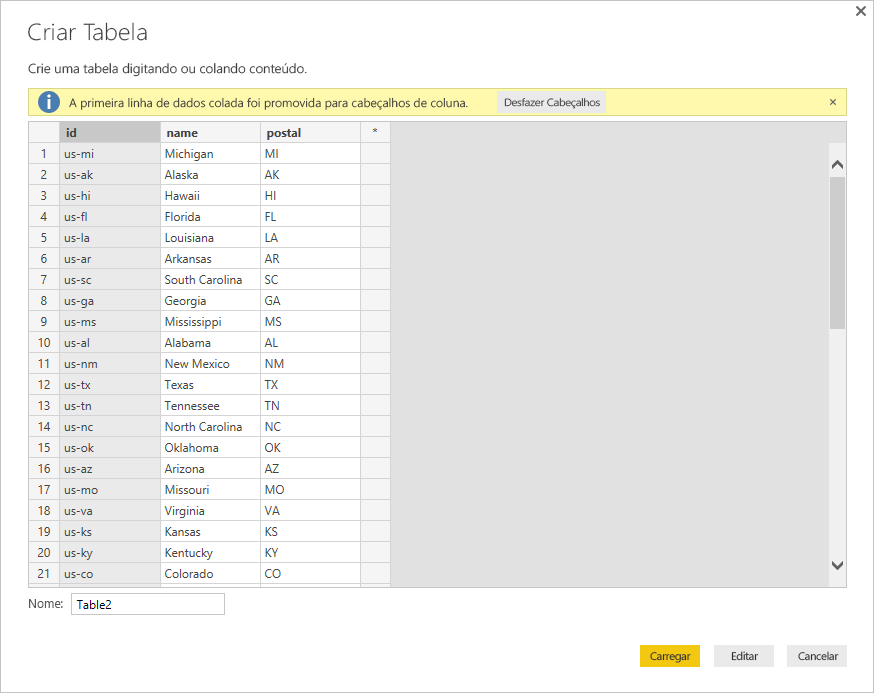 Criar Tabela
Crie uma tabela digitando ou colando conteúdo.
A primeira linha de dados colada foi promovida para cabeçalhos de coluna. Desfazer Cabeçalhos
id name postal *
1 us-mi Michigan MI
2 us-ak Alaska AK
3 us-hi Hawaii HI
4 us-fl Florida FL
5 us-la Louisiana LA
6 us-ar Arkansas AR
7 us-sc South Carolina SC
8 us-ga Georgia GA
9 us-ms Mississippi MS
10 us-al Alabama AL
11 us-nm New Mexico NM
12 us-tx Texas TX
13 us-tn Tennessee TN
14 us-nc North Carolina NC
15 us-ok Oklahoma OK
16 us-az Arizona AZ
17 us-mo Missouri MO
18 us-va Virginia VA
19 us-ks Kansas KS
20 us-ky Kentucky KY
21 us-co Colorado CO
Nome: Table2
Carregar Editar Cancelar